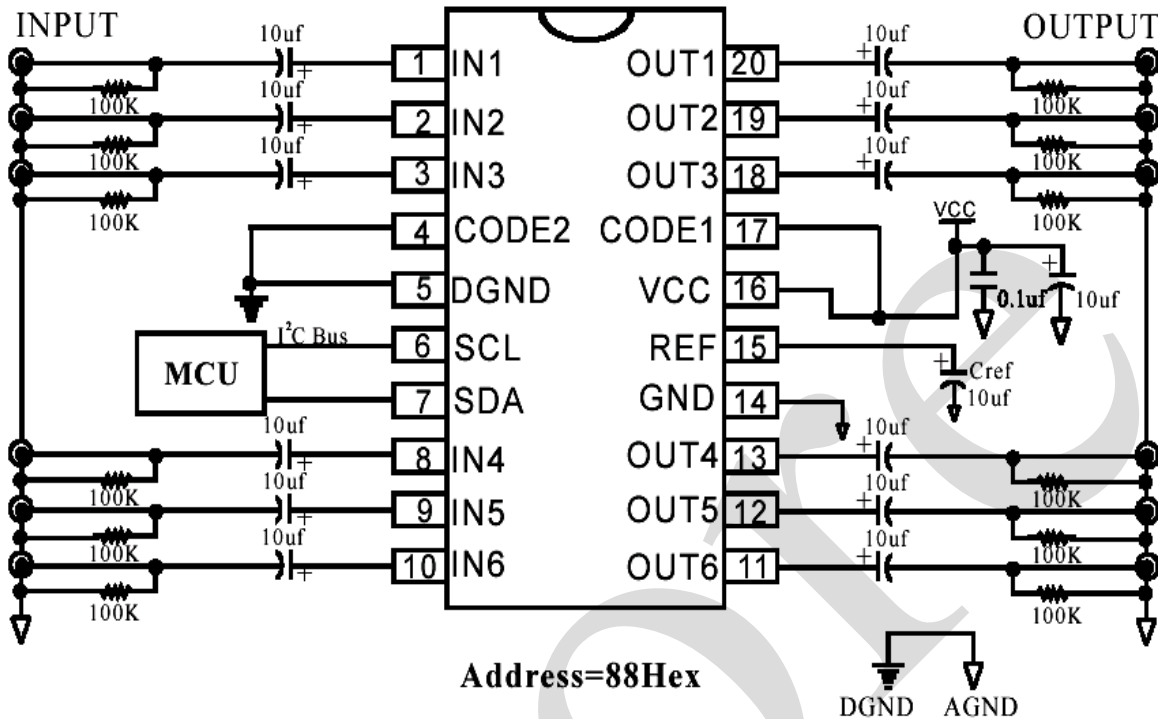 INPUT
OUTPUT
10uf
1 IN1
OUT1 20
10uf
100K
100K
10uf
2 IN2
OUT2 19
10uf
100K
100K
10uf
3 IN3
OUT3 18
10uf
100K
100K
4 CODE2
CODE1 17
VCC
5 DGND
VCC 16
0.1uf
10uf
I²C Bus
6 SCL
REF 15
Cref
10uf
MCU
7 SDA
GND 14
10uf
8 IN4
OUT4 13
10uf
100K
100K
10uf
9 IN5
OUT5 12
10uf
100K
100K
10uf
10 IN6
OUT6 11
10uf
100K
100K
Address=88Hex
DGND AGND
ore